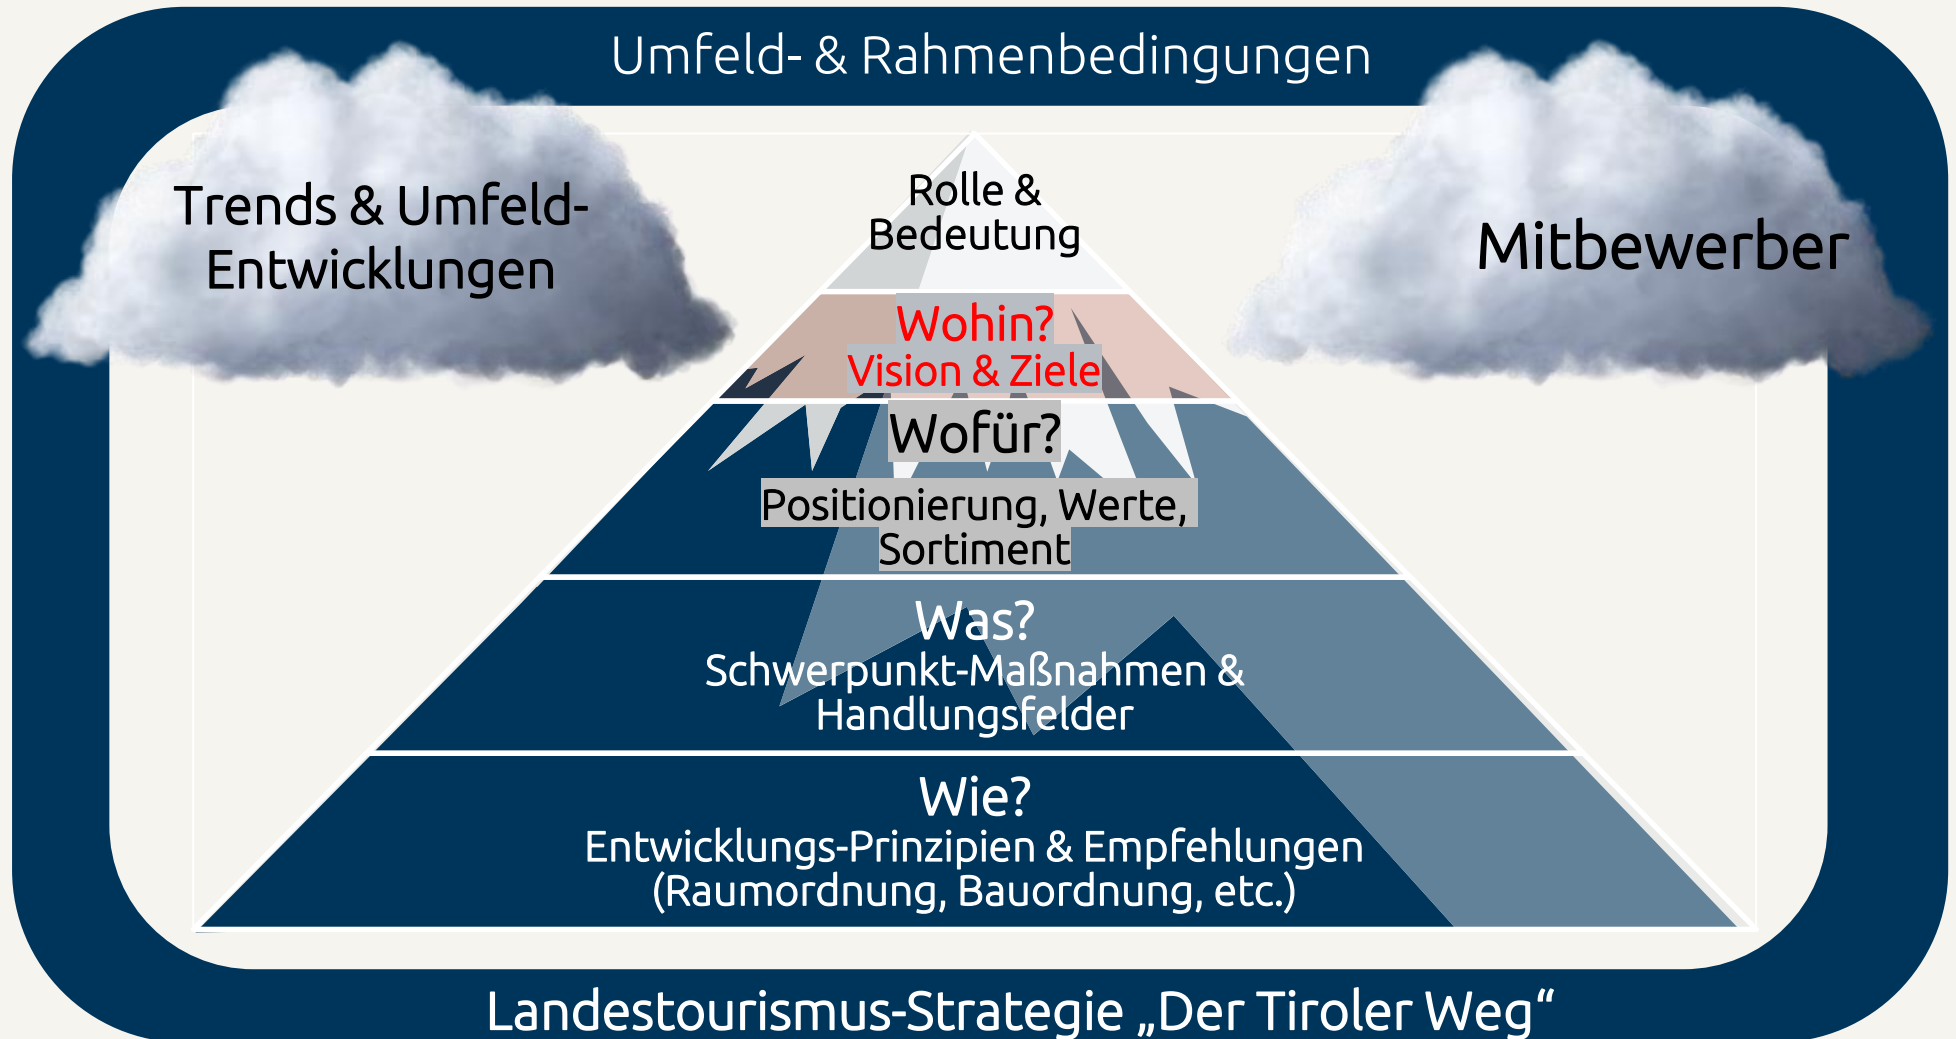 Umfeld- & Rahmenbedingungen
Trends & Umfeld-
Entwicklungen
Mitbewerber
Rolle &
Bedeutung
Wohin?
Vision & Ziele
Wofür?
Positionierung, Werte,
Sortiment
Was?
Schwerpunkt-Maßnahmen &
Handlungsfelder
Wie?
Entwicklungs-Prinzipien & Empfehlungen
(Raumordnung, Bauordnung, etc.)
Landestourismus-Strategie „Der Tiroler Weg“